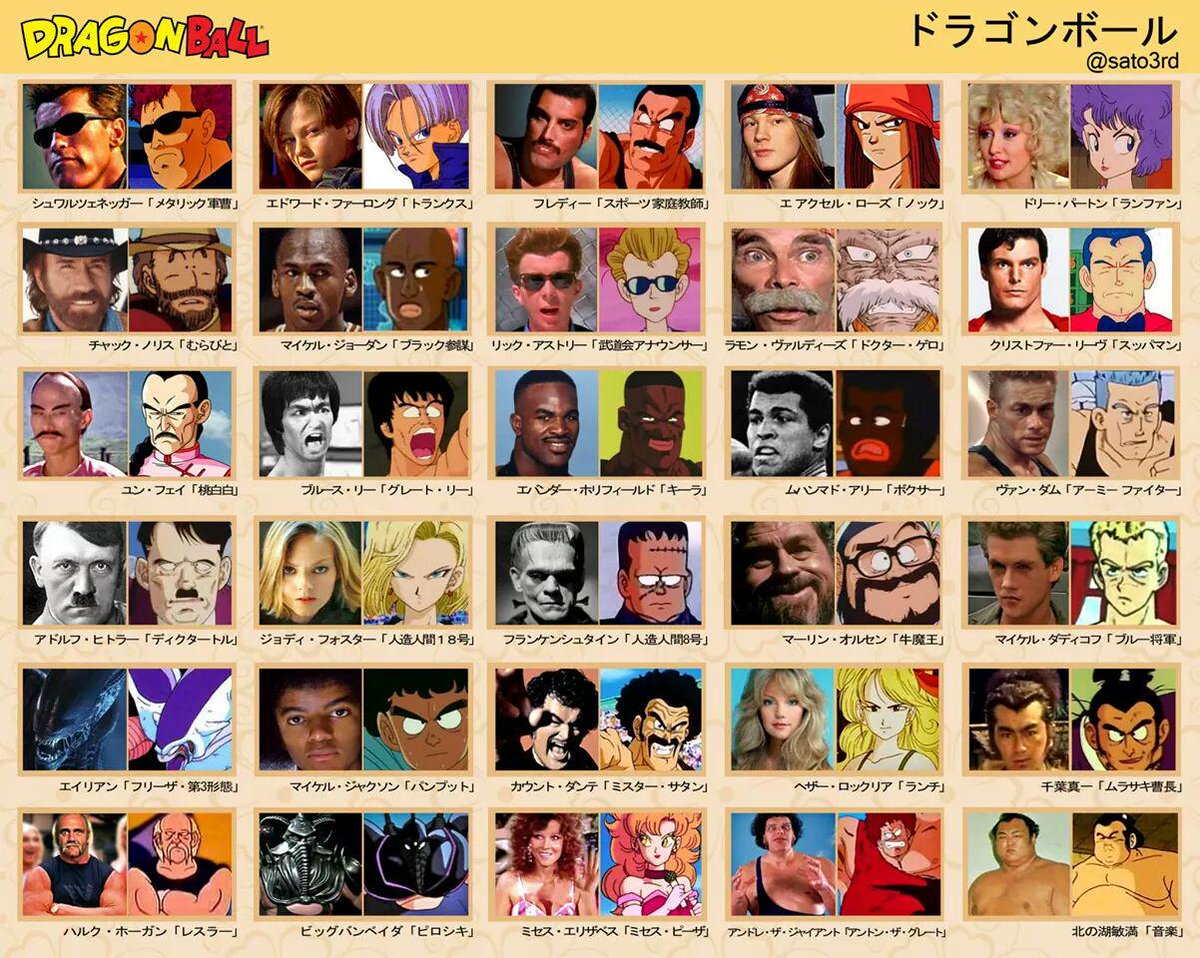 DRAGON BALL
ドラゴンボール
@sato3rd
シュワルツェネッガー「メタリック軍曹」
エドワード・ファーロング「トランクス」
フレディー「スポーツ家庭教師」
エ アクセル・ローズ「ノック」
ドリー・パートン「ランファン」
チャック・ノリス「むらびと」
マイケル・ジョーダン「ブラック参謀」
リック・アストリー「武道会アナウンサー」
ラモン・ヴァルディーズ「ドクター・ゲロ」
クリストファー・リーヴ「スッパマン」
ユン・フェイ「桃白白」
ブルース・リー「グレート・リー」
エバンダー・ホリフィールド「キーラ」
ムハンマド・アリー「ボクサー」
ヴァン・ダム「アーミー ファイター」
アドルフ・ヒトラー「ディクタートル」
ジョディ・フォスター「人造人間18号」
フランケンシュタイン「人造人間8号」
マーリン・オルセン「牛魔王」
マイケル・ダディコフ「ブルー将軍」
エイリアン「フリーザ・第3形態」
マイケル・ジャクソン「パンプット」
カウント・ダンテ「ミスター・サタン」
ヘザー・ロックリア「ランチ」
千葉真一「ムラサキ曹長」
ハルク・ホーガン「レスラー」
ビッグバンベイダ「ピロシキ」
ミセス・エリザベス「ミセス・ピーザ」
アンドレ・ザ・ジャイアント「アントン・ザ・グレート」
北の湖敏満「音楽」